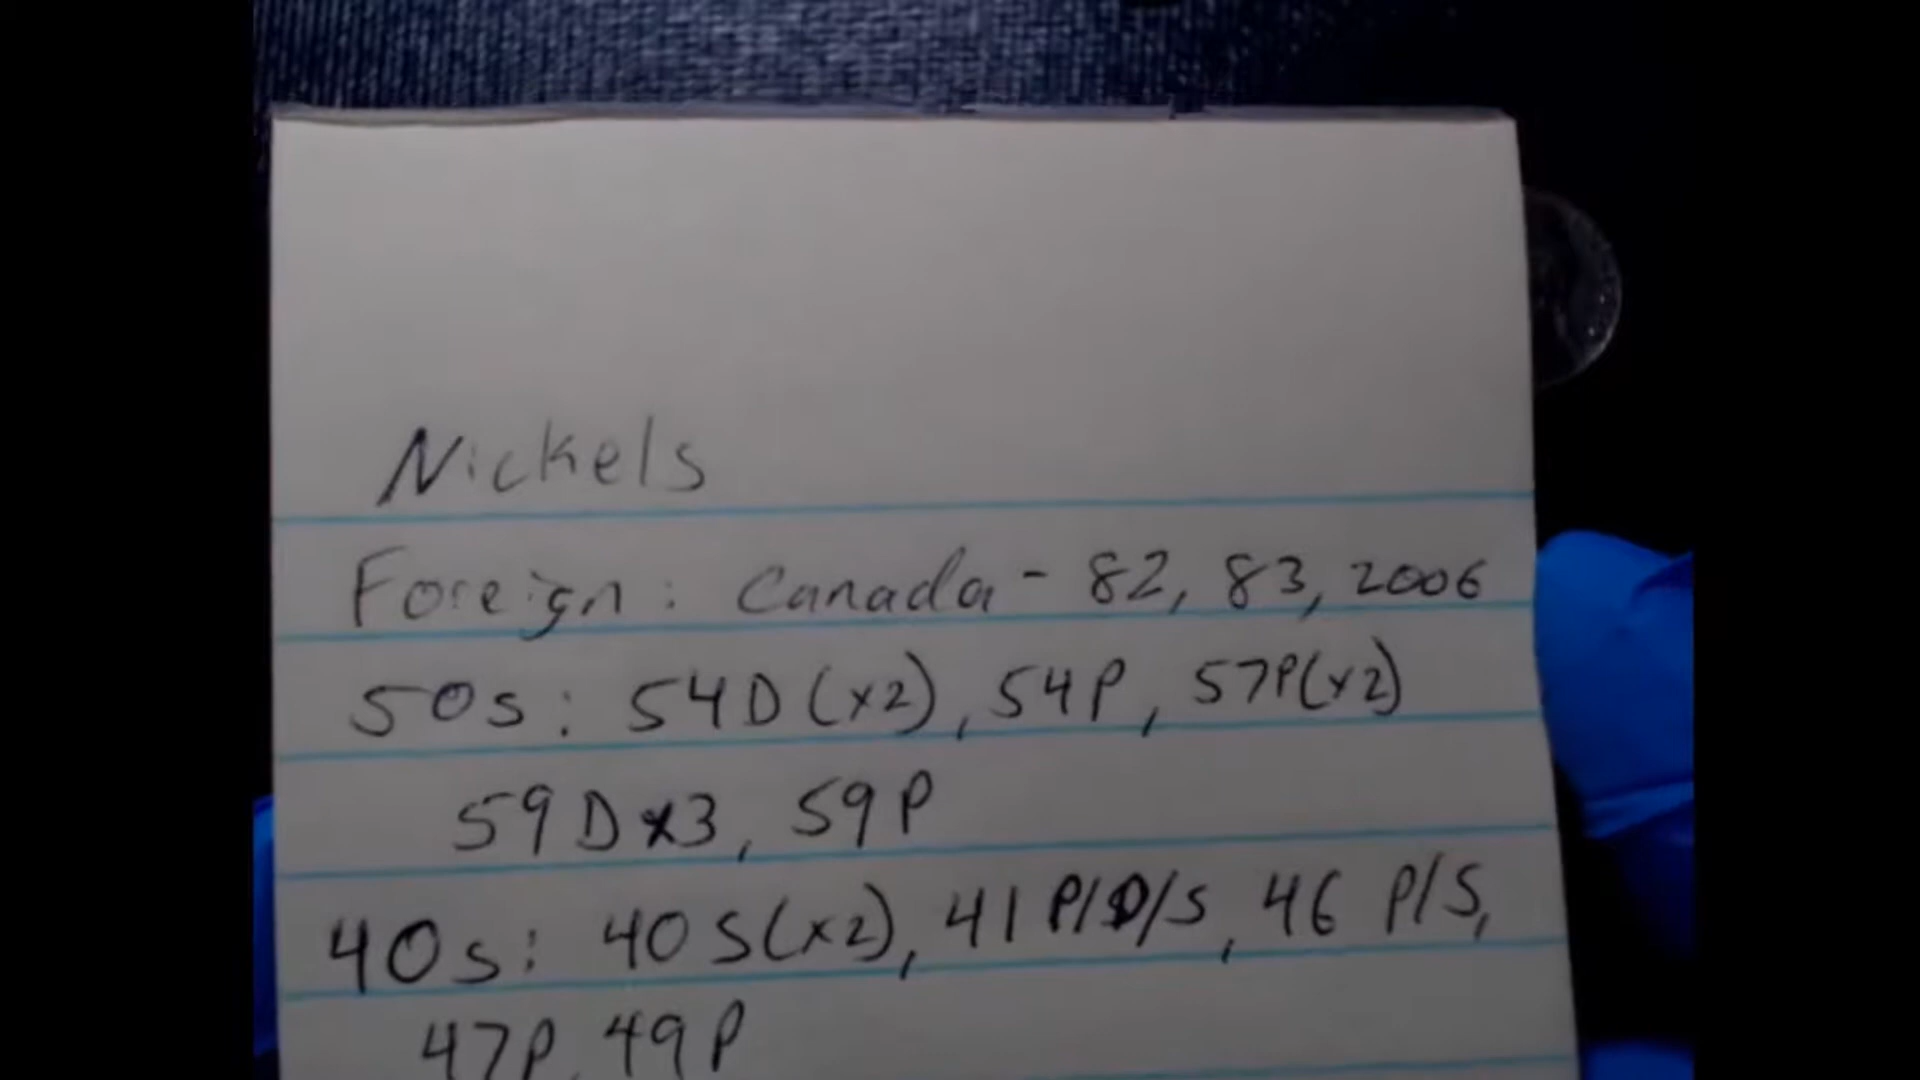 Nickels
Foreign: Canada - 82, 83, 2006
50s: 54D (x2), 54P, 57P(x2)
59D x3, 59P
40s: 40 S(x2), 41 P/D/S, 46 P/S,
47P, 49P